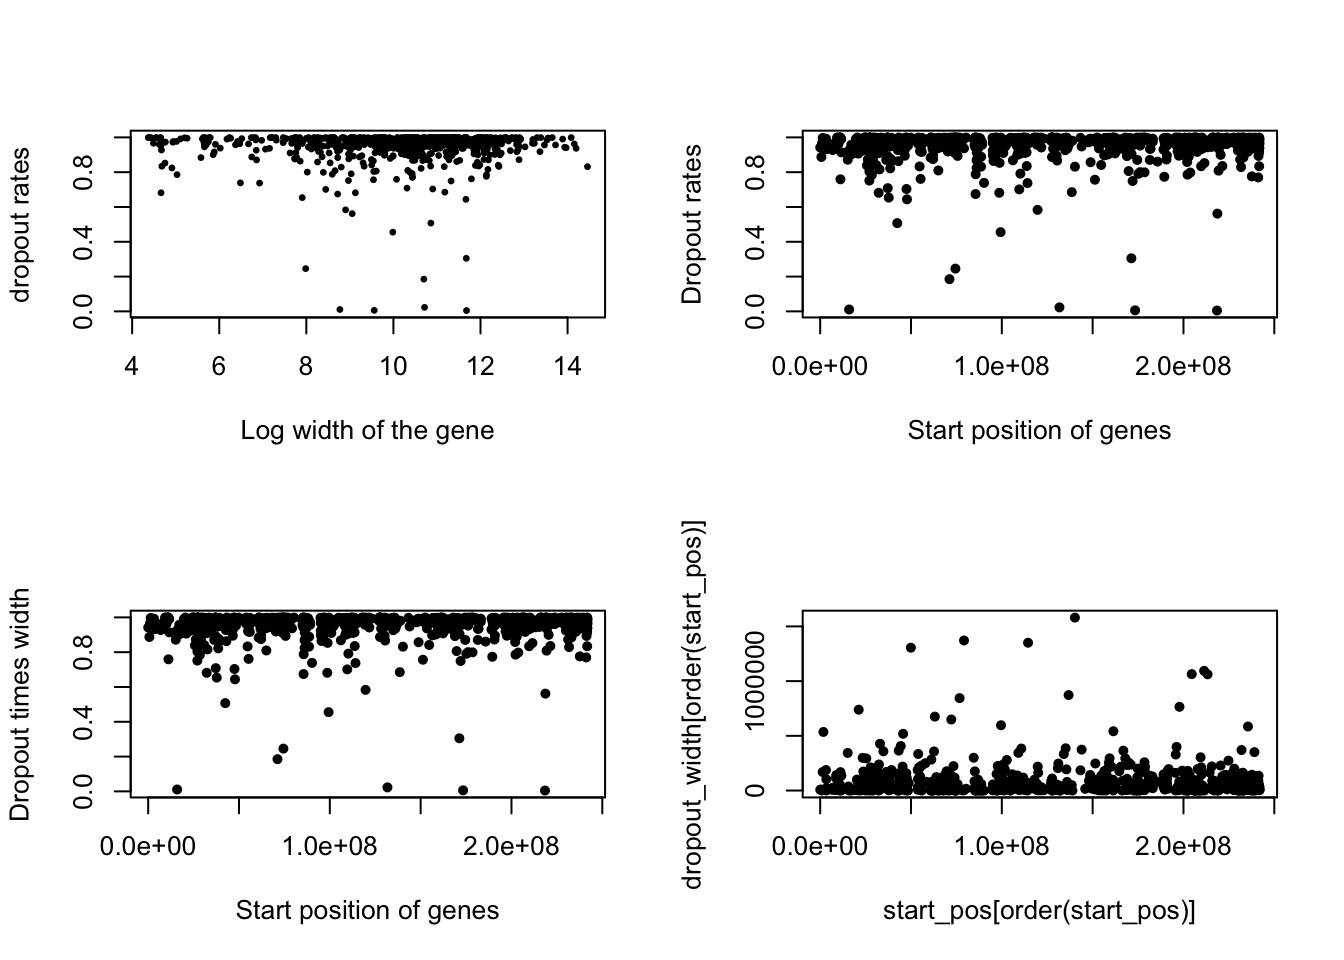 dropout rates
0.0 0.4 0.8
4 6 8 10 12 14
Log width of the gene
Dropout rates
0.0 0.4 0.8
0.0e+00 1.0e+08 2.0e+08
Start position of genes
Dropout times width
0.0 0.4 0.8
0.0e+00 1.0e+08 2.0e+08
Start position of genes
dropout_width[order(start_pos)]
0 1000000
0.0e+00 1.0e+08 2.0e+08
start_pos[order(start_pos)]